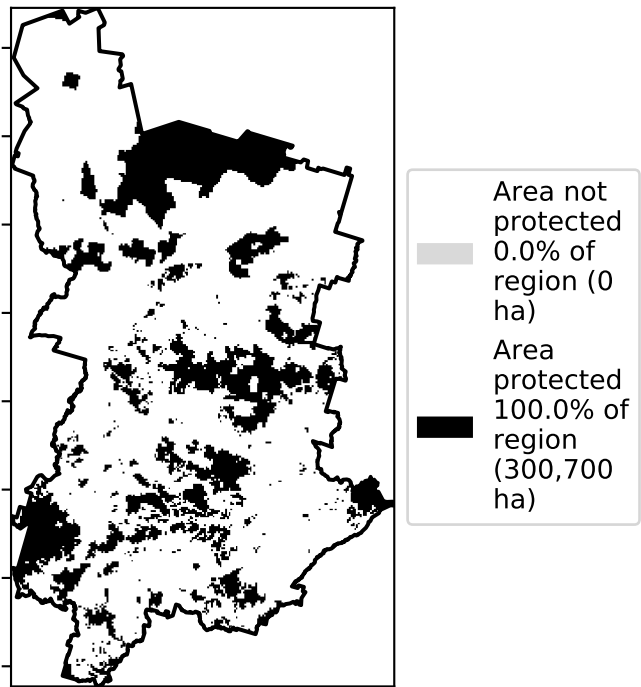 Area not
protected
0.0% of
region (0
ha)
Area
protected
100.0% of
region
(300,700
ha)